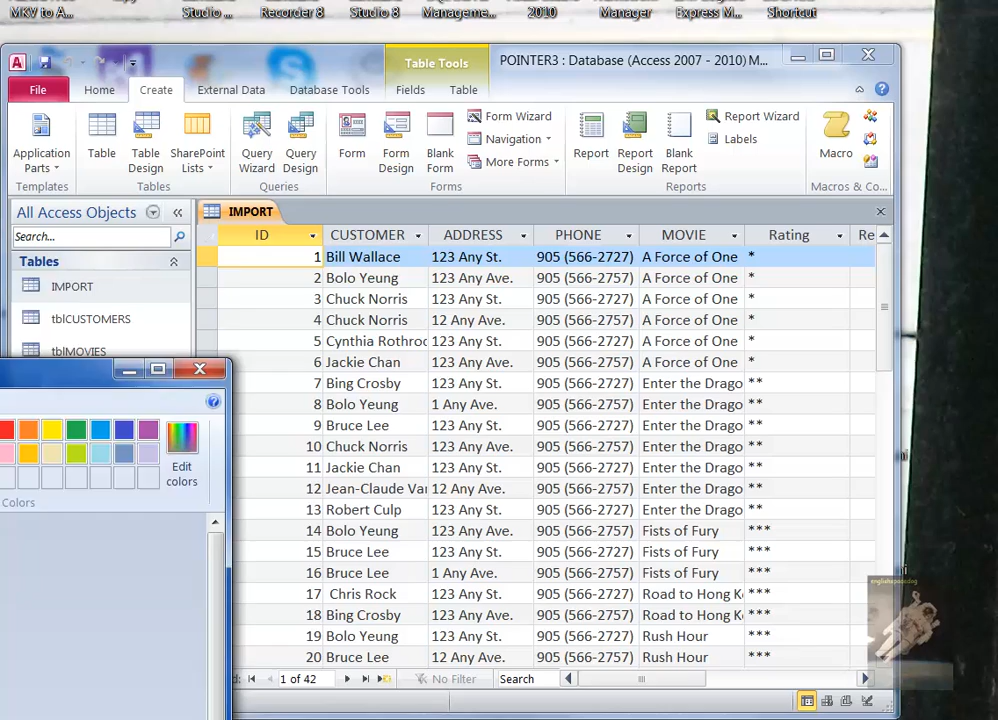 MKV to A...
Studio ...
Recorder 8
Studio 8
Manageme...
2010
Manager
Express M...
Shortcut
Table Tools
POINTER3 : Database (Access 2007 - 2010) M...
File
Home
Create
External Data
Database Tools
Fields
Table
Application Parts
Table
Table Design
SharePoint Lists
Query Wizard
Query Design
Form
Form Design
Blank Form
Form Wizard
Navigation
More Forms
Report
Report Design
Blank Report
Report Wizard
Labels
Macro
Templates
Tables
Queries
Forms
Reports
Macros & Co...
All Access Objects
Search...
Tables
IMPORT
tblCUSTOMERS
tblMOVIES
IMPORT
ID CUSTOMER ADDRESS PHONE MOVIE Rating Re
1 Bill Wallace 123 Any St. 905 (566-2727) A Force of One *
2 Bolo Yeung 123 Any Ave. 905 (566-2727) A Force of One *
3 Chuck Norris 123 Any St. 905 (566-2727) A Force of One *
4 Chuck Norris 12 Any Ave. 905 (566-2727) A Force of One *
5 Cynthia Rothroc 123 Any St. 905 (566-2727) A Force of One *
6 Jackie Chan 123 Any St. 905 (566-2727) A Force of One *
7 Bing Crosby 123 Any Ave. 905 (566-2727) Enter the Drago **
8 Bolo Yeung 1 Any Ave. 905 (566-2727) Enter the Drago **
9 Bruce Lee 123 Any St. 905 (566-2727) Enter the Drago **
10 Chuck Norris 123 Any St. 905 (566-2727) Enter the Drago **
11 Jackie Chan 123 Any St. 905 (566-2727) Enter the Drago **
12 Jean-Claude Van 12 Any Ave. 905 (566-2727) Enter the Drago **
13 Robert Culp 123 Any St. 905 (566-2727) Enter the Drago **
14 Bolo Yeung 123 Any Ave. 905 (566-2727) Fists of Fury ***
15 Bruce Lee 123 Any St. 905 (566-2727) Fists of Fury ***
16 Bruce Lee 1 Any Ave. 905 (566-2727) Fists of Fury ***
17 Chris Rock 123 Any St. 905 (566-2727) Road to Hong K ***
18 Bing Crosby 123 Any Ave. 905 (566-2727) Road to Hong K ***
19 Bolo Yeung 123 Any St. 905 (566-2727) Rush Hour ***
20 Bruce Lee 12 Any Ave. 905 (566-2727) Rush Hour ***
d: 1 of 42 No Filter Search
Edit colors
Colors